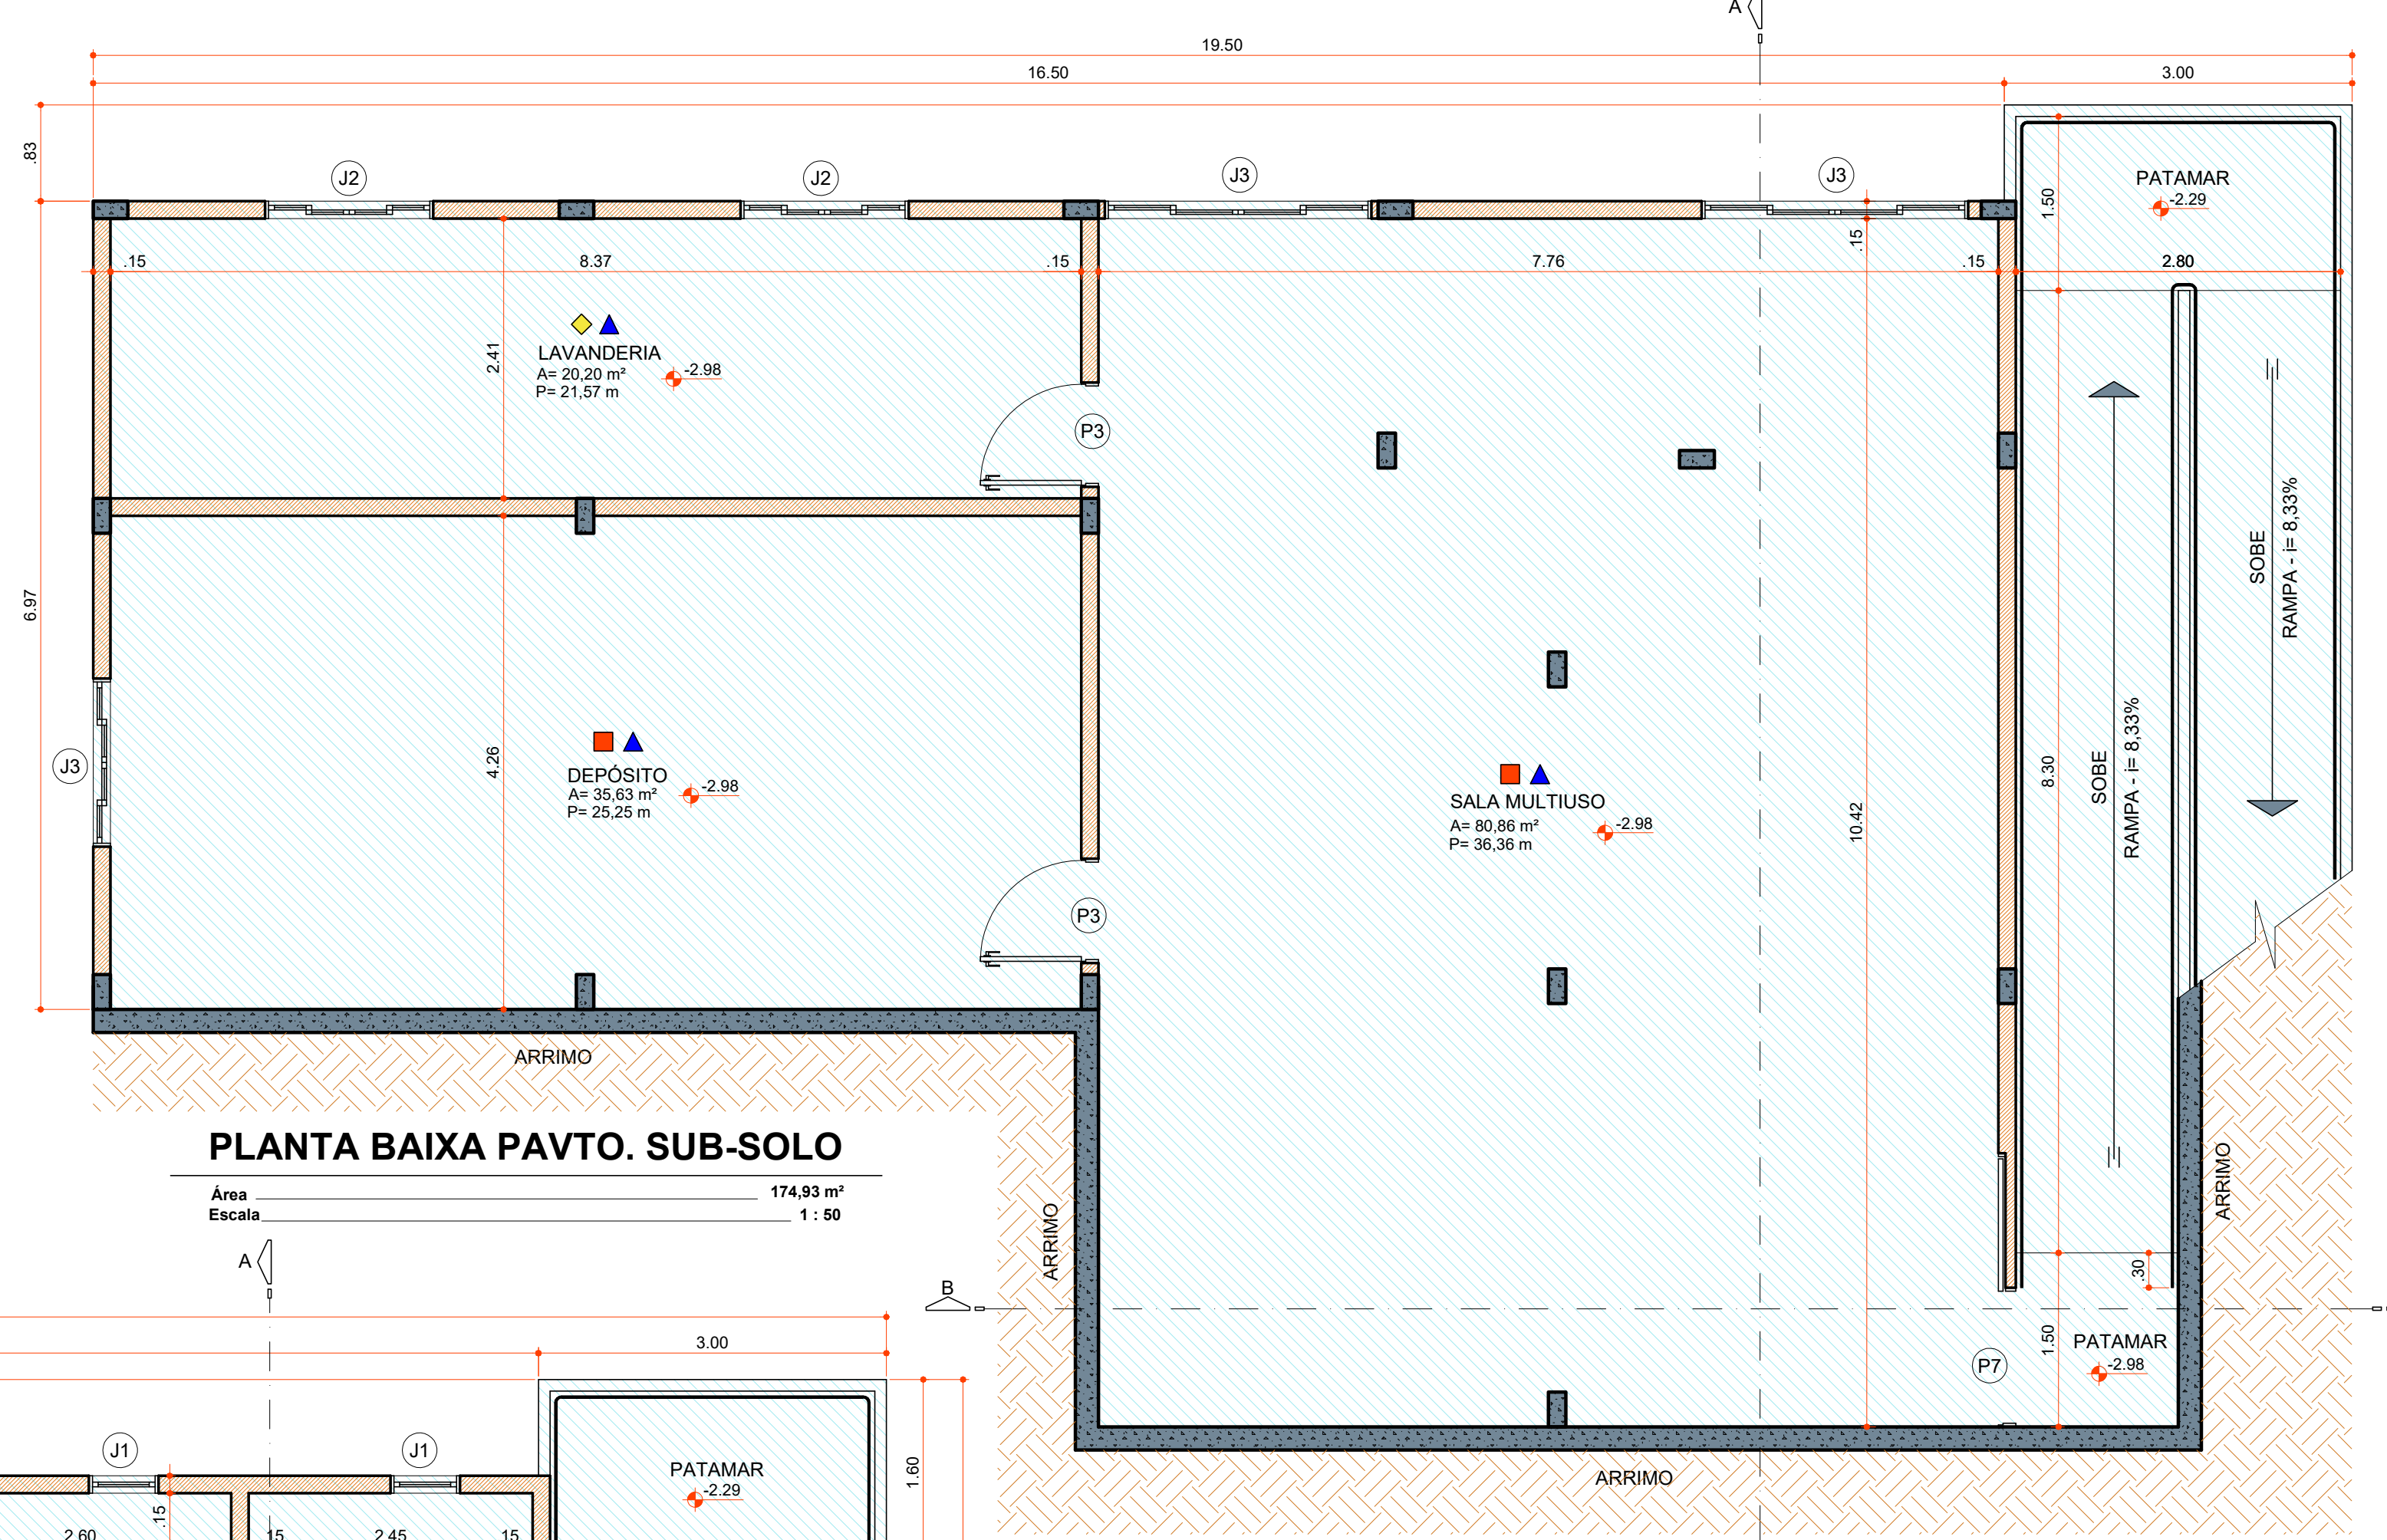 A
19.50
16.50
3.00
.83
J2
J2
J3
J3
PATAMAR
-2.29
1.50
.15
.15
8.37
.15
7.76
.15
2.80
2.41
LAVANDERIA
A= 20,20 m²
P= 21,57 m
-2.98
P3
6.97
SOBE
RAMPA - i= 8,33%
SOBE
RAMPA - i= 8,33%
J3
4.26
DEPÓSITO
A= 35,63 m²
P= 25,25 m
-2.98
SALA MULTIUSO
A= 80,86 m²
P= 36,36 m
-2.98
10.42
8.30
P3
ARRIMO
PLANTA BAIXA PAVTO. SUB-SOLO
Área 174,93 m²
Escala 1 : 50
ARRIMO
ARRIMO
A
B
.30
1.50
PATAMAR
-2.98
P7
3.00
J1
J1
PATAMAR
-2.29
1.60
ARRIMO
.15
2.60
15
2.45
15